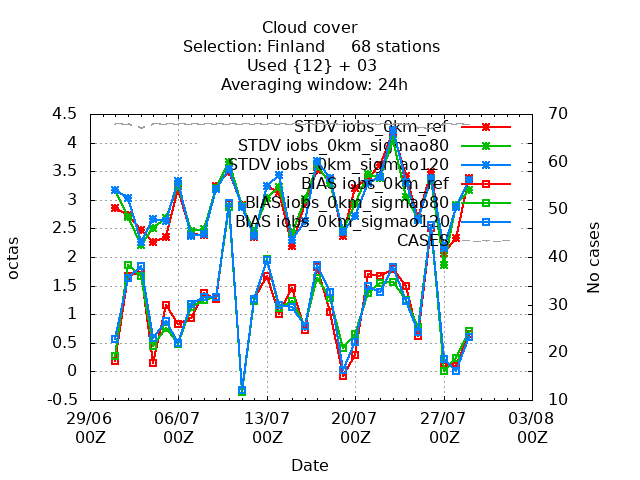 Cloud cover
Selection: Finland 68 stations
Used {12} + 03
Averaging window: 24h
4.5
4
3.5
3
2.5
2
1.5
1
0.5
0
-0.5
octas
70
60
50
40
30
20
10
No cases
STDV iobs_0km_ref
STDV iobs_0km_sigmao80
STDV iobs_0km_sigmao120
BIAS iobs_0km_ref
BIAS iobs_0km_sigmao80
BIAS iobs_0km_sigmao120
CASES
29/06 06/07 13/07 20/07 27/07 03/08
00Z 00Z 00Z 00Z 00Z 00Z
Date